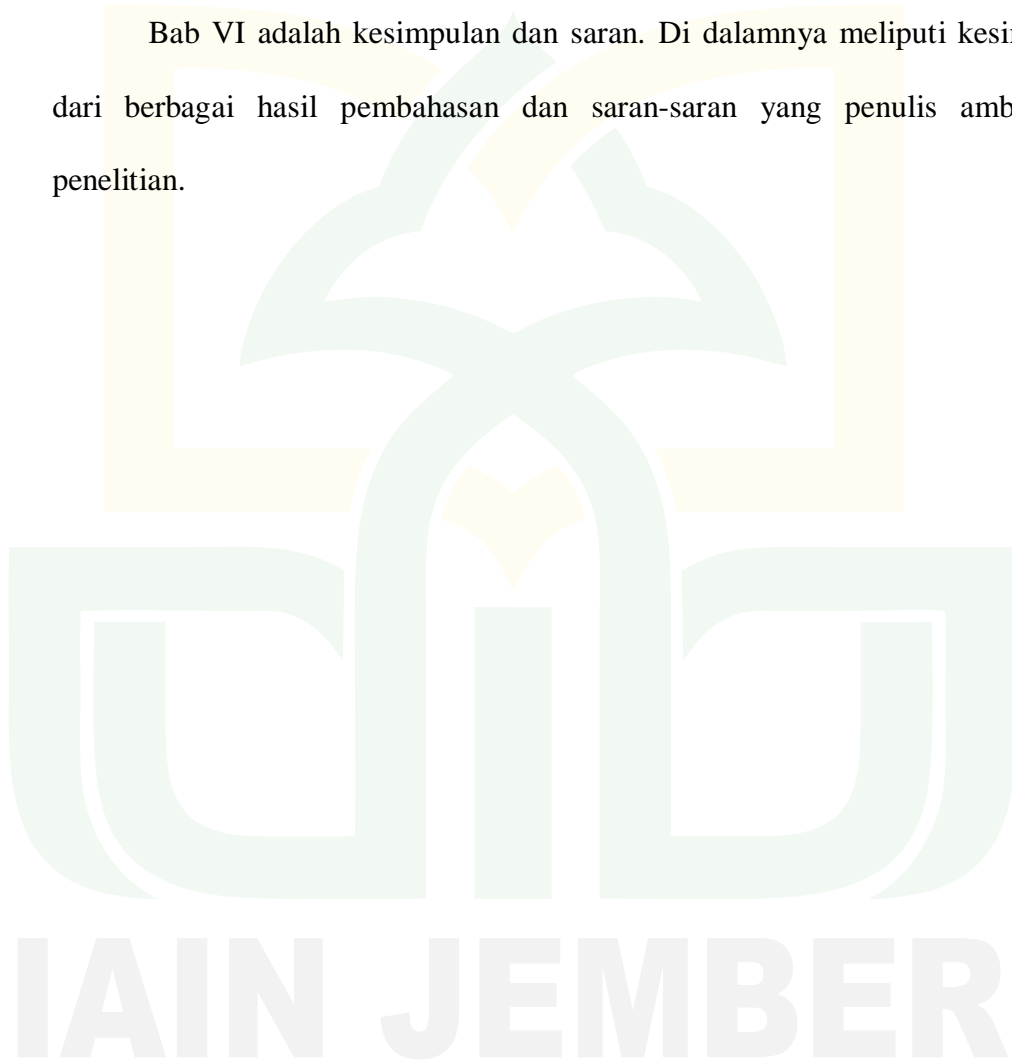 Bab VI adalah kesimpulan dan saran. Di dalamnya meliputi
dari berbagai hasil pembahasan dan saran-saran yang penulis
penelitian.
IAIN JEMBER